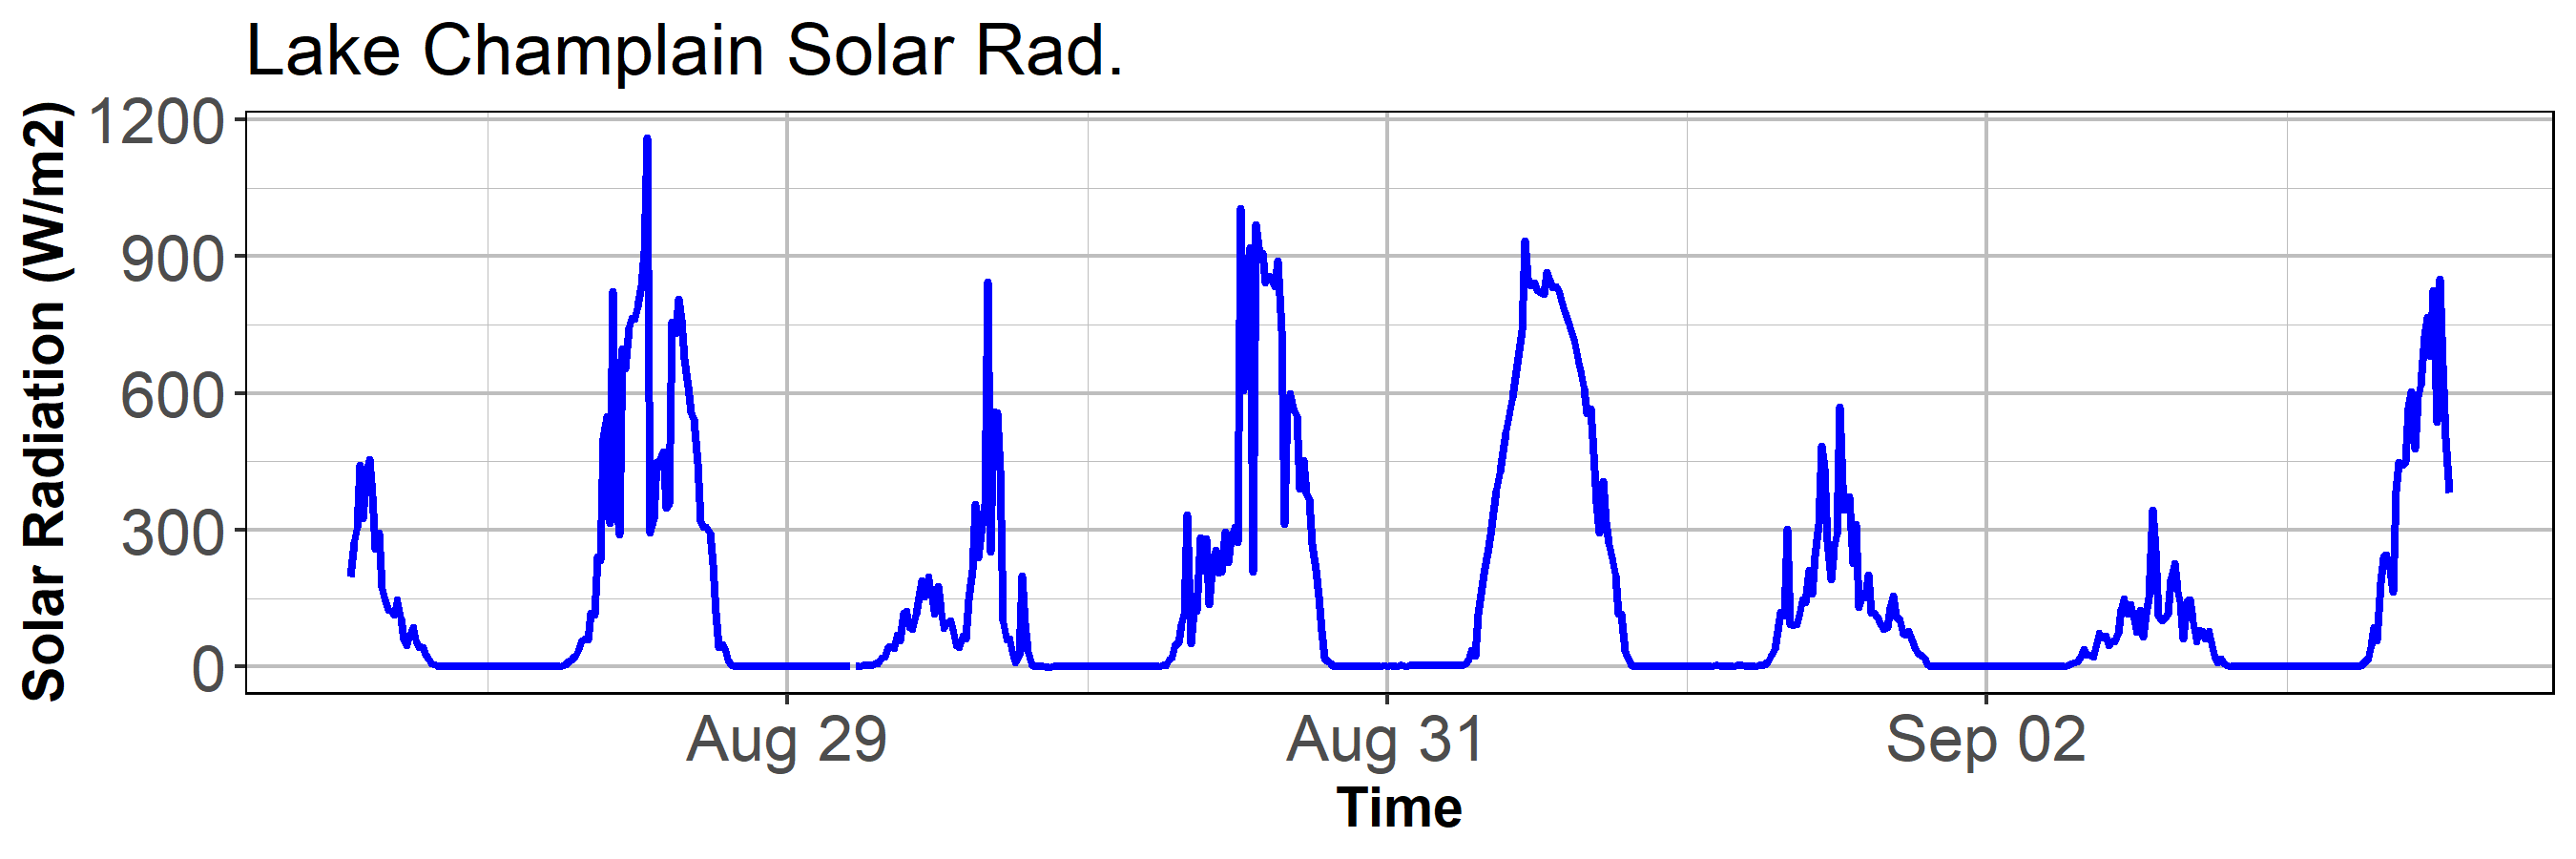 Lake Champlain Solar Rad.
Solar Radiation (W/m2)
1200
900
600
300
0
Aug 29 Aug 31 Sep 02
Time